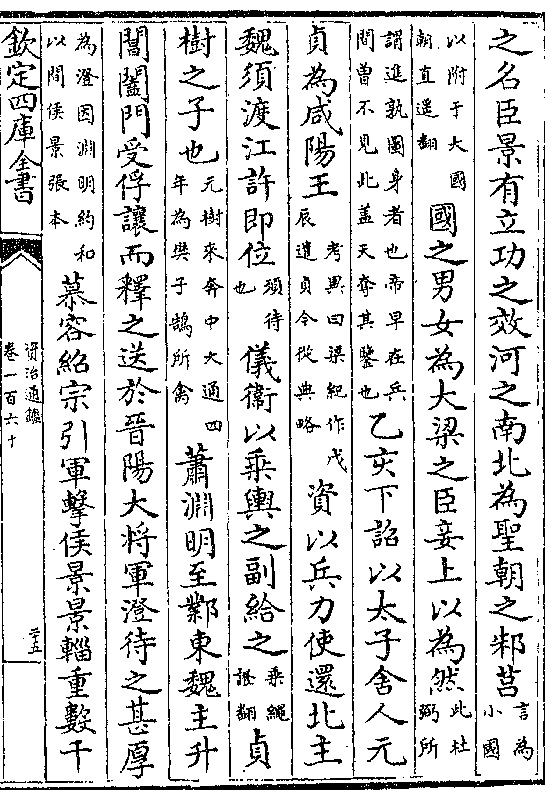 之名臣景有立功之效河之南北為聖朝之邾莒言為小國
以附于大國朝直遥翻國之男女為大梁之臣妾上以為然此杜弼所
謂進孰圖身者也帝早在兵間曽不見此盖天奪其鑒也乙亥下詔以太子舍人元
貞為咸陽王考異曰梁紀作戊辰遣貞今從典略資以兵力使還北主
魏須渡江許即位須待也儀衛以乘輿之副給之乘繩證翻貞
樹之子也元樹來奔中大通四年為樊子鵠所禽蕭淵明至鄴東魏主升
閶闔門受俘讓而釋之送於晉陽大將軍澄待之甚厚
為澄因淵明約和以間侯景張本慕容紹宗引軍擊侯景景輜重數千
欽定四庫全書
資治通鑑
卷一百六十
二十五